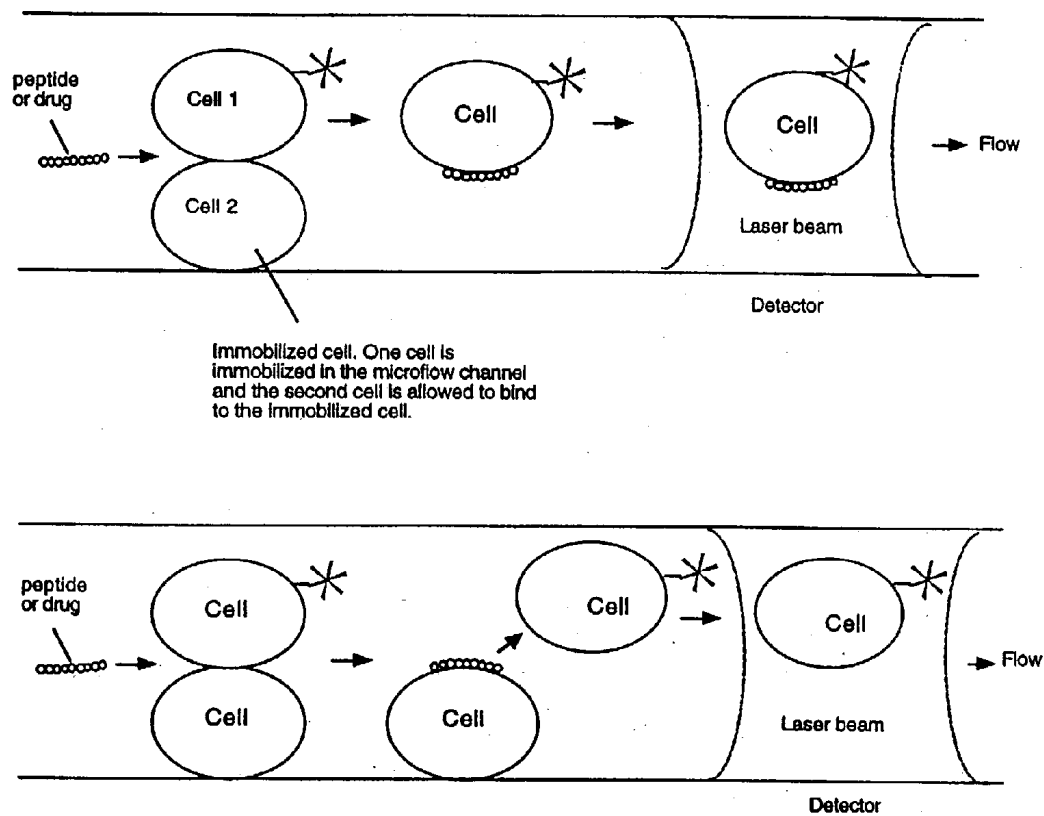 peptide
or drug
Cell 1
Cell 2
Cell
Cell
Laser beam
Flow
Detector
Immobilized cell. One cell is
immobilized in the microflow channel
and the second cell is allowed to bind
to the immobilized cell.
peptide
or drug
Cell
Cell
Cell
Cell
Cell
Laser beam
Flow
Detector